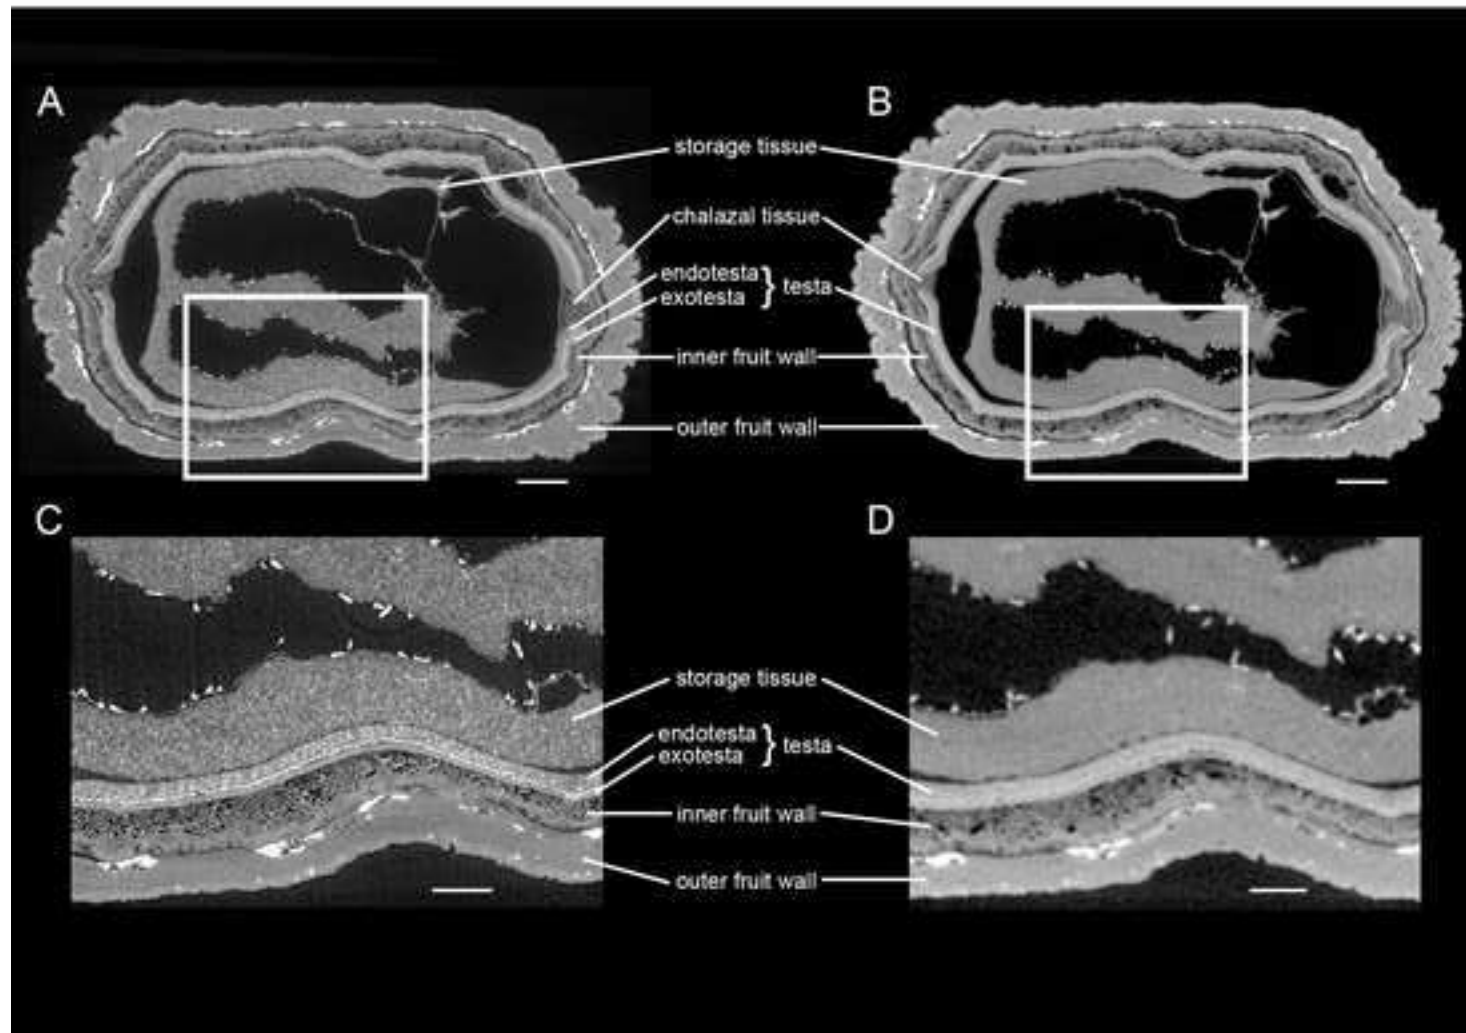 A
B
storage tissue
chalazal tissue
endotesta
exotesta
} testa
inner fruit wall
outer fruit wall
C
D
storage tissue
endotesta
exotesta
} testa
inner fruit wall
outer fruit wall